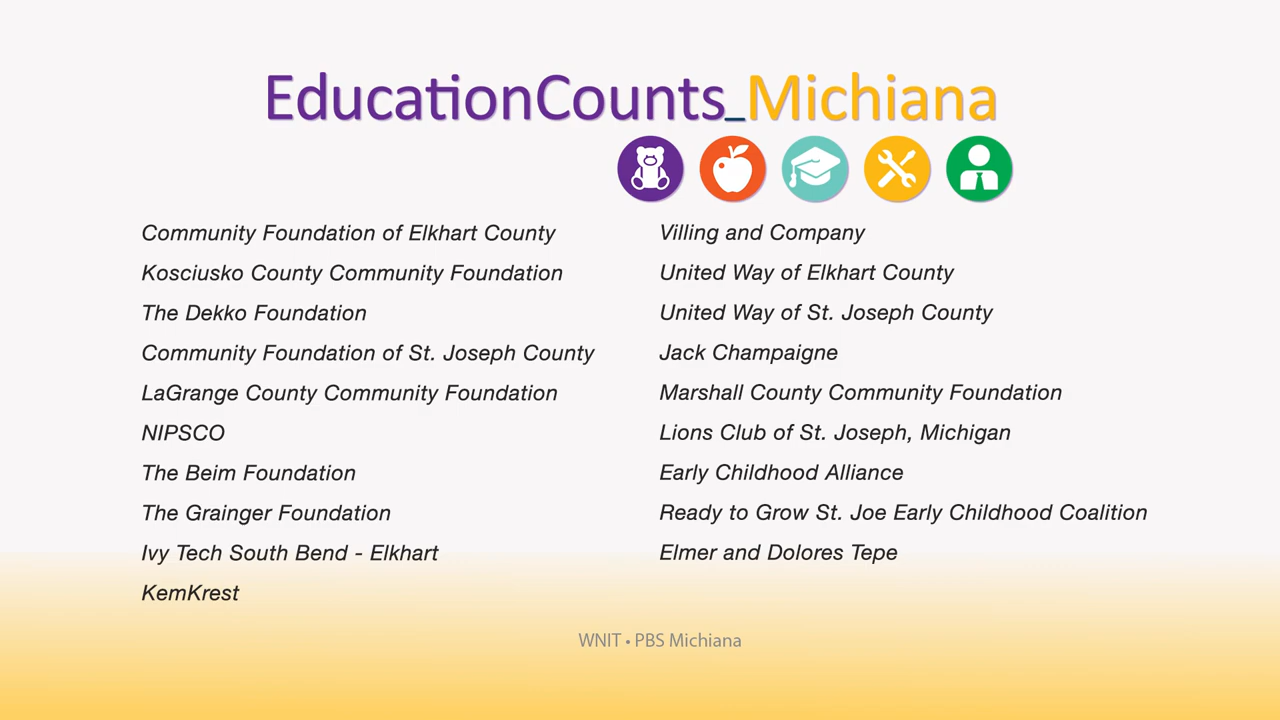 EducationCounts_Michiana
Community Foundation of Elkhart County
Kosciusko County Community Foundation
The Dekko Foundation
Community Foundation of St. Joseph County
LaGrange County Community Foundation
NIPSCO
The Beim Foundation
The Grainger Foundation
Ivy Tech South Bend - Elkhart
KemKrest
Villing and Company
United Way of Elkhart County
United Way of St. Joseph County
Jack Champaigne
Marshall County Community Foundation
Lions Club of St. Joseph, Michigan
Early Childhood Alliance
Ready to Grow St. Joe Early Childhood Coalition
Elmer and Dolores Tepe
WNIT • PBS Michiana